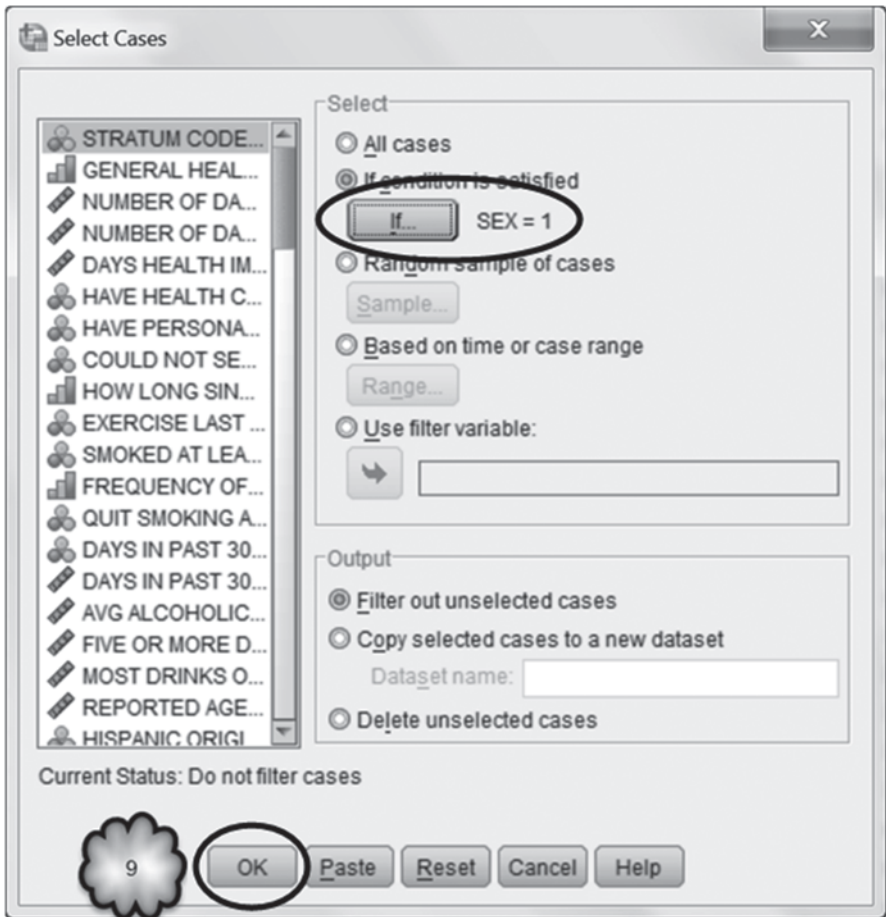 Select Cases
X
STRATUM CODE...
GENERAL HEAL...
NUMBER OF DA...
NUMBER OF DA...
DAYS HEALTH IM...
HAVE HEALTH C...
HAVE PERSONA...
COULD NOT SE...
HOW LONG SIN...
EXERCISE LAST ...
SMOKED AT LEA...
FREQUENCY OF...
QUIT SMOKING A...
DAYS IN PAST 30...
DAYS IN PAST 30...
AVG ALCOHOLIC...
FIVE OR MORE D...
MOST DRINKS O...
REPORTED AGE...
HISPANIC ORIGI...
Select
All cases
If condition is satisfied
If... SEX = 1
Random sample of cases
Sample...
Based on time or case range
Range...
Use filter variable:
Output
Filter out unselected cases
Copy selected cases to a new dataset
Dataset name:
Delete unselected cases
Current Status: Do not filter cases
9
OK Paste Reset Cancel Help